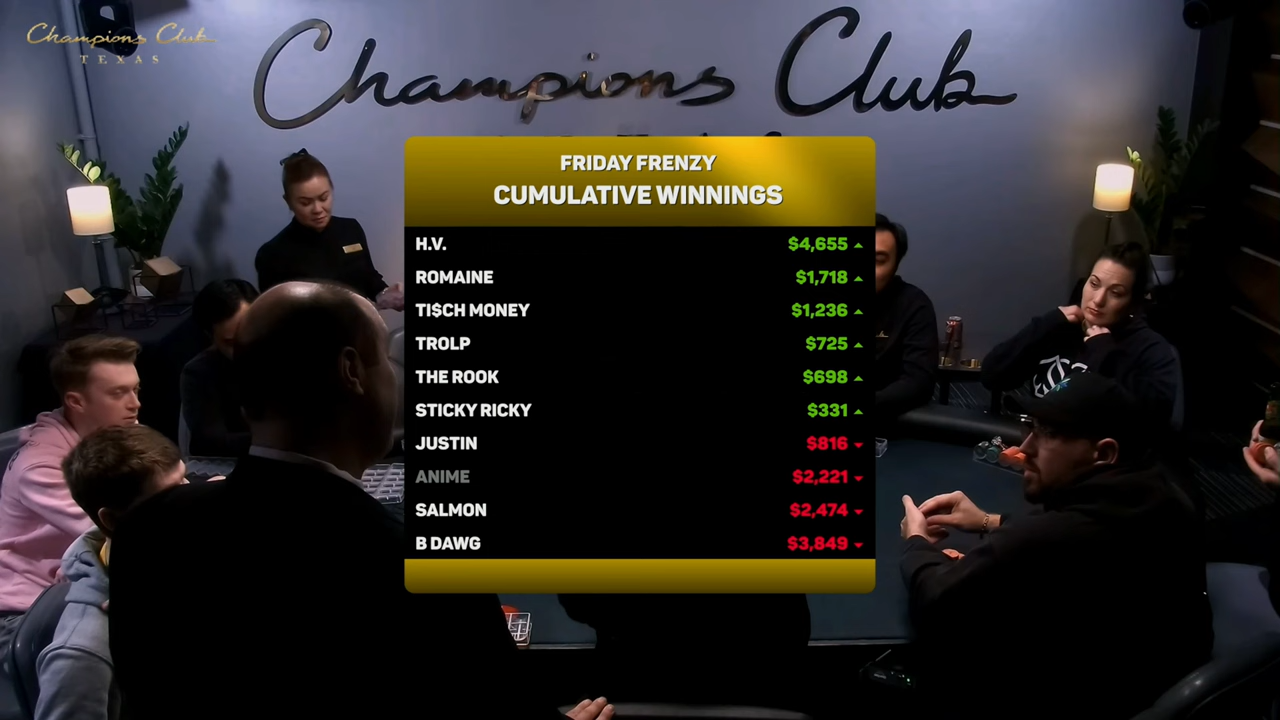 Champions Club
TEXAS
Champions Club
FRIDAY FRENZY
CUMULATIVE WINNINGS
H.V. $4,655
ROMAINE $1,718
TI$CH MONEY $1,236
TROLP $725
THE ROOK $698
STICKY RICKY $331
JUSTIN $816
ANIME $2,221
SALMON $2,474
B DAWG $3,849